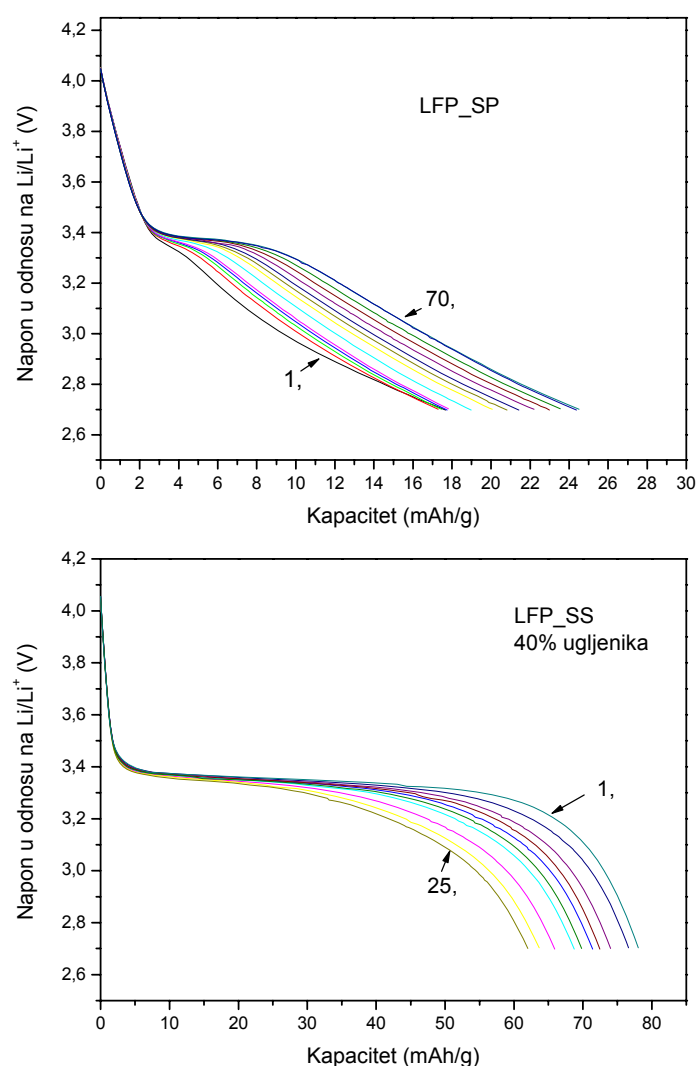 4,2
4,0
3,8
3,6
3,4
3,2
3,0
2,8
2,6
Napon u odnosu na Li/Li⁺ (V)
LFP_SP
70,
1,
0 2 4 6 8 10 12 14 16 18 20 22 24 26 28 30
Kapacitet (mAh/g)
4,2
4,0
3,8
3,6
3,4
3,2
3,0
2,8
2,6
Napon u odnosu na Li/Li⁺ (V)
LFP_SS
40% ugljenika
1,
25,
0 10 20 30 40 50 60 70 80
Kapacitet (mAh/g)